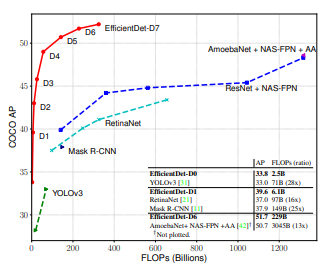 EfficientDet-D7
D6
D5
AmoebaNet + NAS-FPN + AA
D4
ResNet + NAS-FPN
D3
D2
RetinaNet
D1
Mask R-CNN
YOLOv3
COCO AP
50
45
40
35
30
AP FLOPs (ratio)
EfficientDet-D0 33.8 2.5B
YOLOv3 [31] 33.0 71B (28x)
EfficientDet-D1 39.6 6.1B
RetinaNet [21] 37.0 97B (16x)
Mask R-CNN [11] 37.9 149B (25x)
EfficientDet-D6 51.7 229B
AmoebaNet+ NAS-FPN +AA [42]† 50.7 3045B (13x)
†Not plotted.
0 200 400 600 800 1000 1200
FLOPs (Billions)